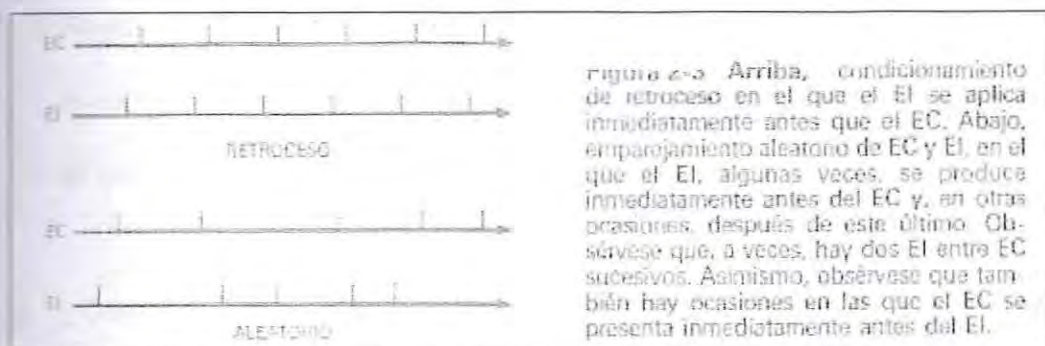 EC
EI
RETROCESO
EC
EI
ALEATORIO
Figura 2-3 Arriba, condicionamiento
de retroceso en el que el EI se aplica
inmediatamente antes que el EC. Abajo,
emparejamiento aleatorio de EC y EI, en el
que el EI, algunas veces, se produce
inmediatamente antes del EC y, en otras
ocasiones, después de este último. Ob-
sérvese que, a veces, hay dos EI entre EC
sucesivos. Asimismo, obsérvese que tam-
bién hay ocasiones en las que el EC se
presenta inmediatamente antes del EI.